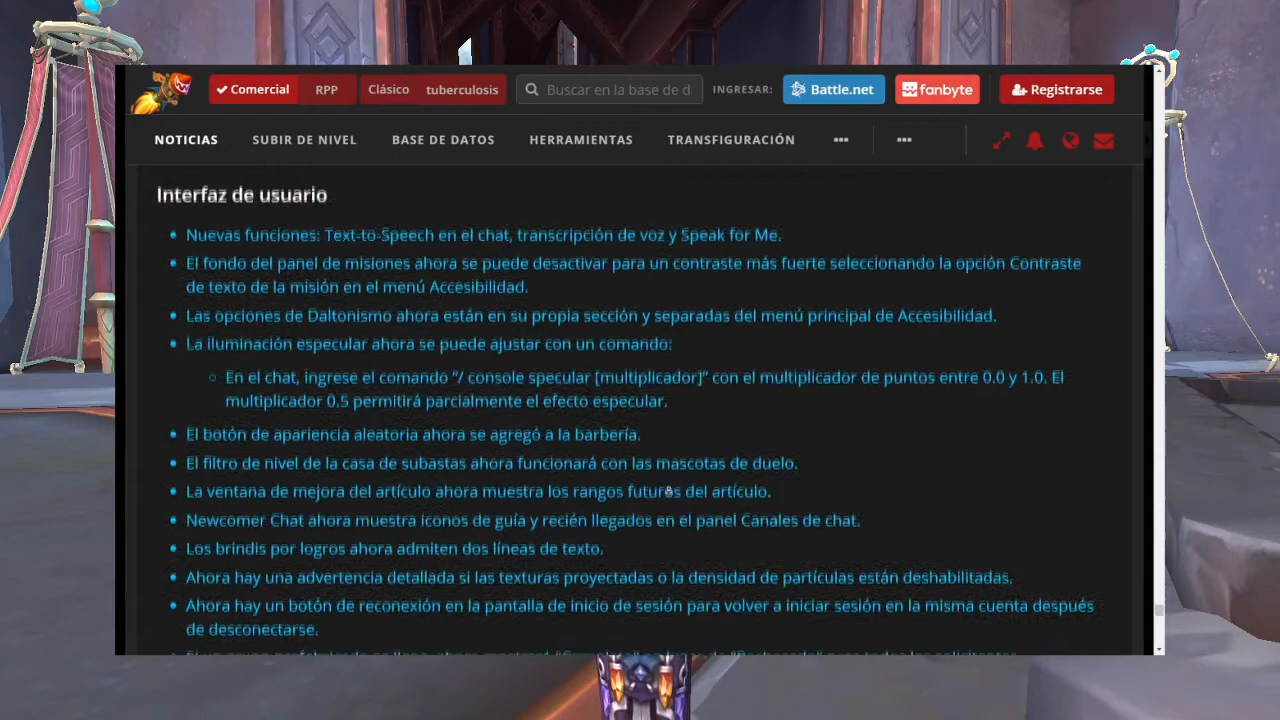 Comercial RPP Clásico tuberculosis Buscar en la base de d INGRESAR: Battle.net fanbyte Registrarse
NOTICIAS SUBIR DE NIVEL BASE DE DATOS HERRAMIENTAS TRANSFIGURACIÓN ••• •••
Interfaz de usuario
• Nuevas funciones: Text-to-Speech en el chat, transcripción de voz y Speak for Me.
• El fondo del panel de misiones ahora se puede desactivar para un contraste más fuerte seleccionando la opción Contraste
de texto de la misión en el menú Accesibilidad.
• Las opciones de Daltonismo ahora están en su propia sección y separadas del menú principal de Accesibilidad.
• La iluminación especular ahora se puede ajustar con un comando:
○ En el chat, ingrese el comando “/ console specular [multiplicador]” con el multiplicador de puntos entre 0.0 y 1.0. El
multiplicador 0.5 permitirá parcialmente el efecto especular.
• El botón de apariencia aleatoria ahora se agregó a la barbería.
• El filtro de nivel de la casa de subastas ahora funcionará con las mascotas de duelo.
• La ventana de mejora del artículo ahora muestra los rangos futuros del artículo.
• Newcomer Chat ahora muestra iconos de guía y recién llegados en el panel Canales de chat.
• Los brindis por logros ahora admiten dos líneas de texto.
• Ahora hay una advertencia detallada si las texturas proyectadas o la densidad de partículas están deshabilitadas.
• Ahora hay un botón de reconexión en la pantalla de inicio de sesión para volver a iniciar sesión en la misma cuenta después
de desconectarse.